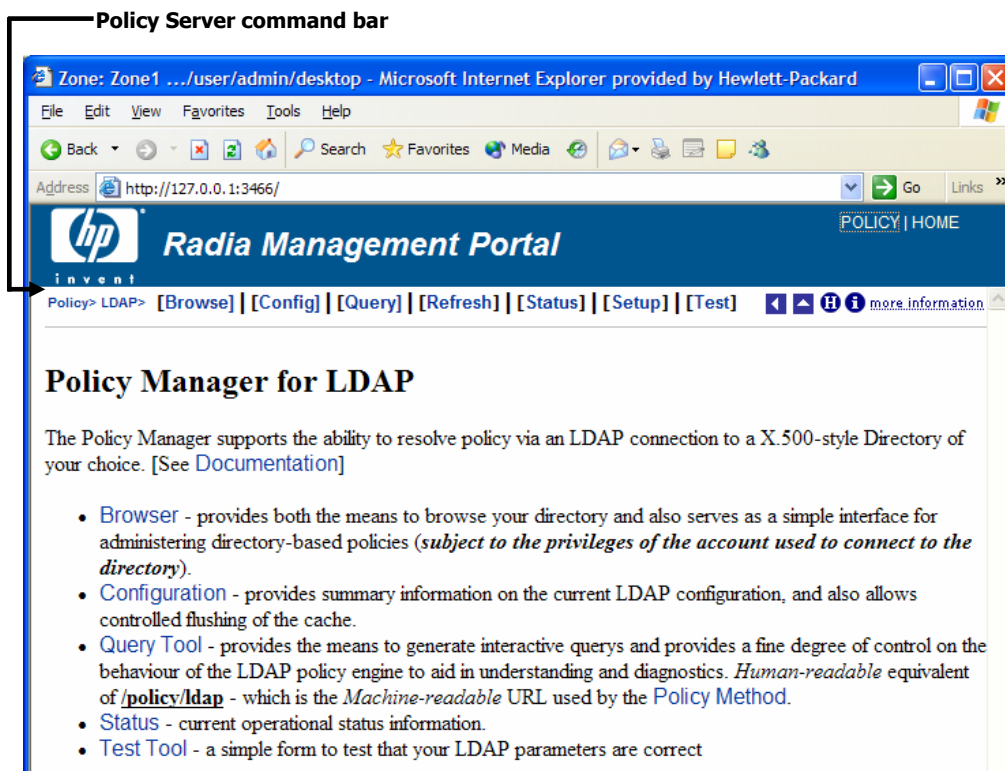 Policy Server command bar
Zone: Zone1 .../user/admin/desktop - Microsoft Internet Explorer provided by Hewlett-Packard
File Edit View Favorites Tools Help
Back Search Favorites Media
Address http://127.0.0.1:3466/ Go Links »
hp
invent
Radia Management Portal
POLICY | HOME
Policy> LDAP> [Browse] | [Config] | [Query] | [Refresh] | [Status] | [Setup] | [Test] H i more information
Policy Manager for LDAP
The Policy Manager supports the ability to resolve policy via an LDAP connection to a X.500-style Directory of
your choice. [See Documentation]
• Browser - provides both the means to browse your directory and also serves as a simple interface for
administering directory-based policies (subject to the privileges of the account used to connect to the
directory).
• Configuration - provides summary information on the current LDAP configuration, and also allows
controlled flushing of the cache.
• Query Tool - provides the means to generate interactive querys and provides a fine degree of control on the
behaviour of the LDAP policy engine to aid in understanding and diagnostics. Human-readable equivalent
of /policy/ldap - which is the Machine-readable URL used by the Policy Method.
• Status - current operational status information.
• Test Tool - a simple form to test that your LDAP parameters are correct